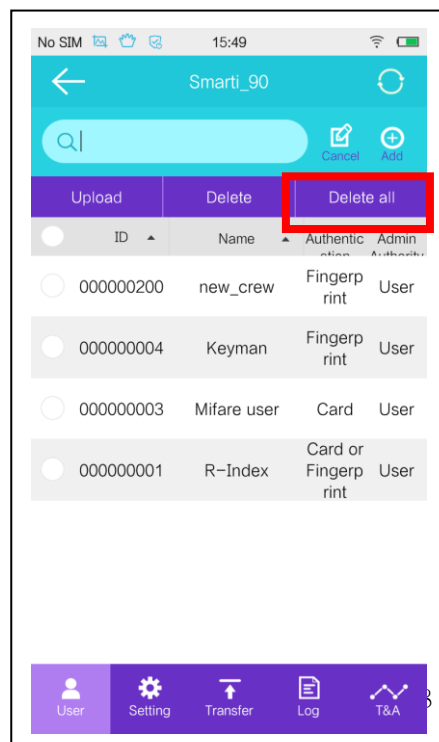 No SIM 15:49
Smarti_90
Cancel Add
Upload Delete Delete all
ID Name Authentic Admin
ation Authority
000000200 new_crew Fingerp User
rint
000000004 Keyman Fingerp User
rint
000000003 Mifare user Card User
Card or
000000001 R-Index Fingerp User
rint
User Setting Transfer Log T&A